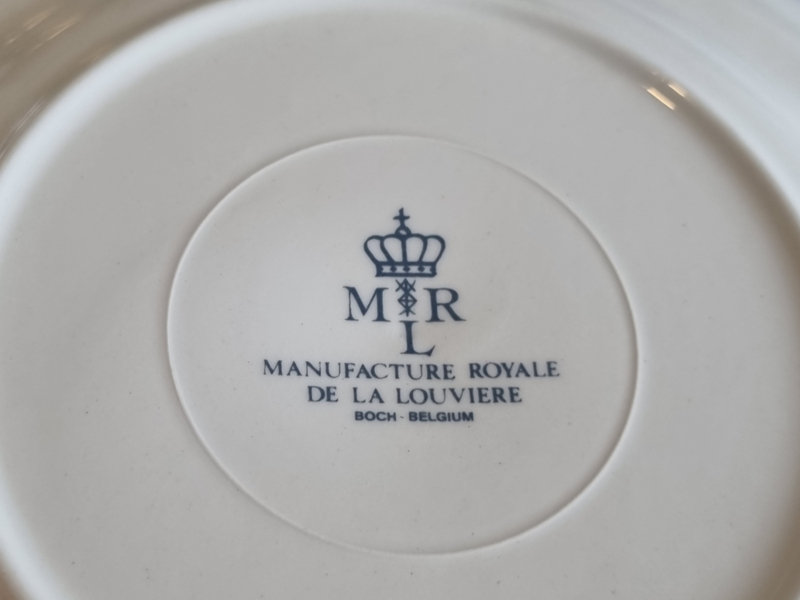 M R
L
MANUFACTURE ROYALE
DE LA LOUVIERE
BOCH - BELGIUM